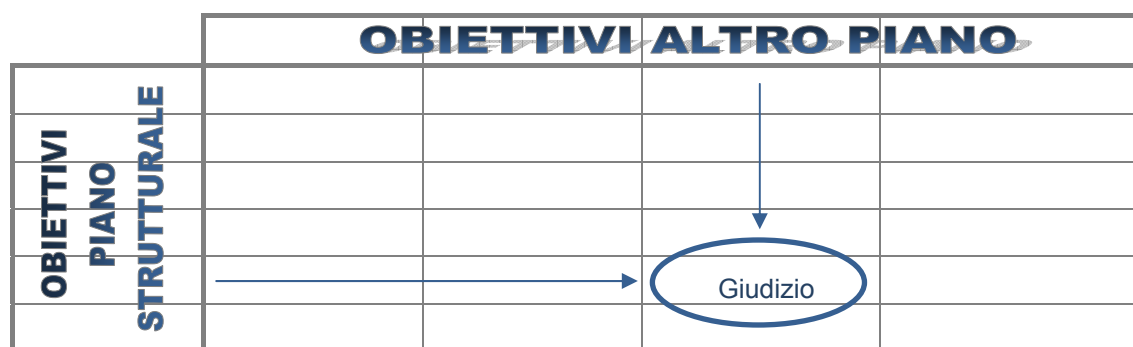 OBIETTIVI ALTRO PIANO
OBIETTIVI
PIANO
STRUTTURALE
Giudizio